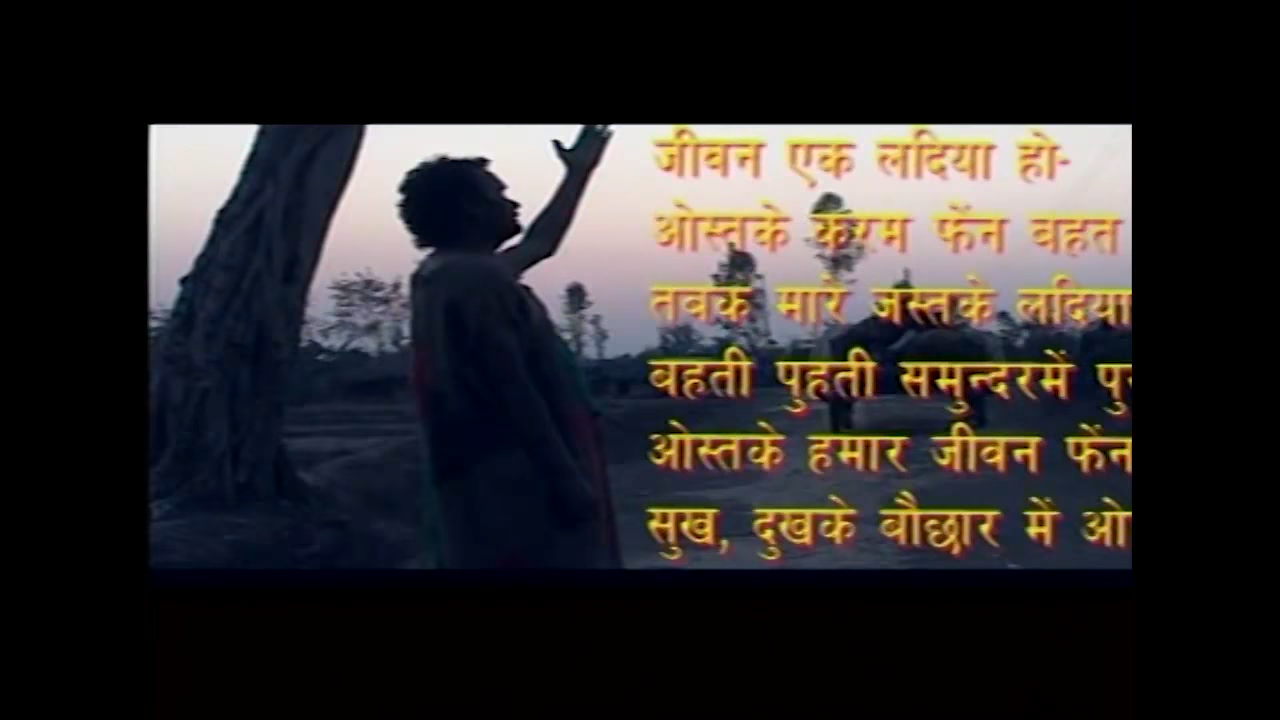 जीवन एक लदिया हो-
ओस्तके करम फेंन बहत
तवक मारे जस्तके लदिया
बहती पुहती समुन्दरमें
ओस्तके हमार जीवन फेंन
सुख, दुखके बौछार में